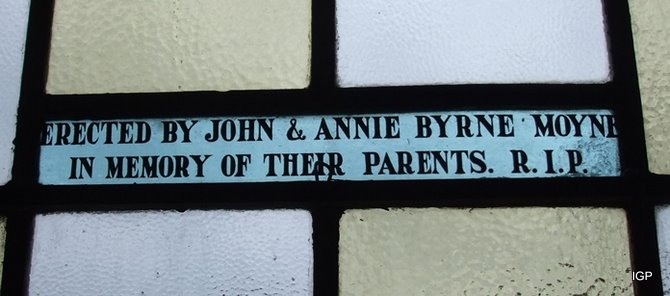 ERECTED BY JOHN & ANNIE BYRNE MOYNE
IN MEMORY OF THEIR PARENTS. R.I.P.
IGP